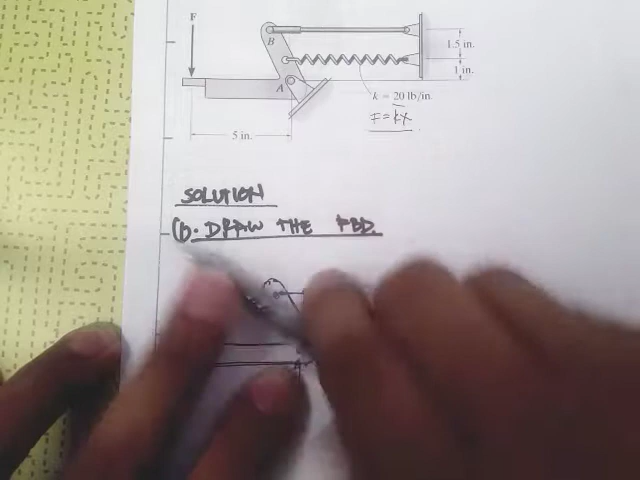 F
B
1.5 in.
A
1 in.
k = 20 lb/in.
F = kx
5 in.
SOLUTION
(1). DRAW THE FBD.